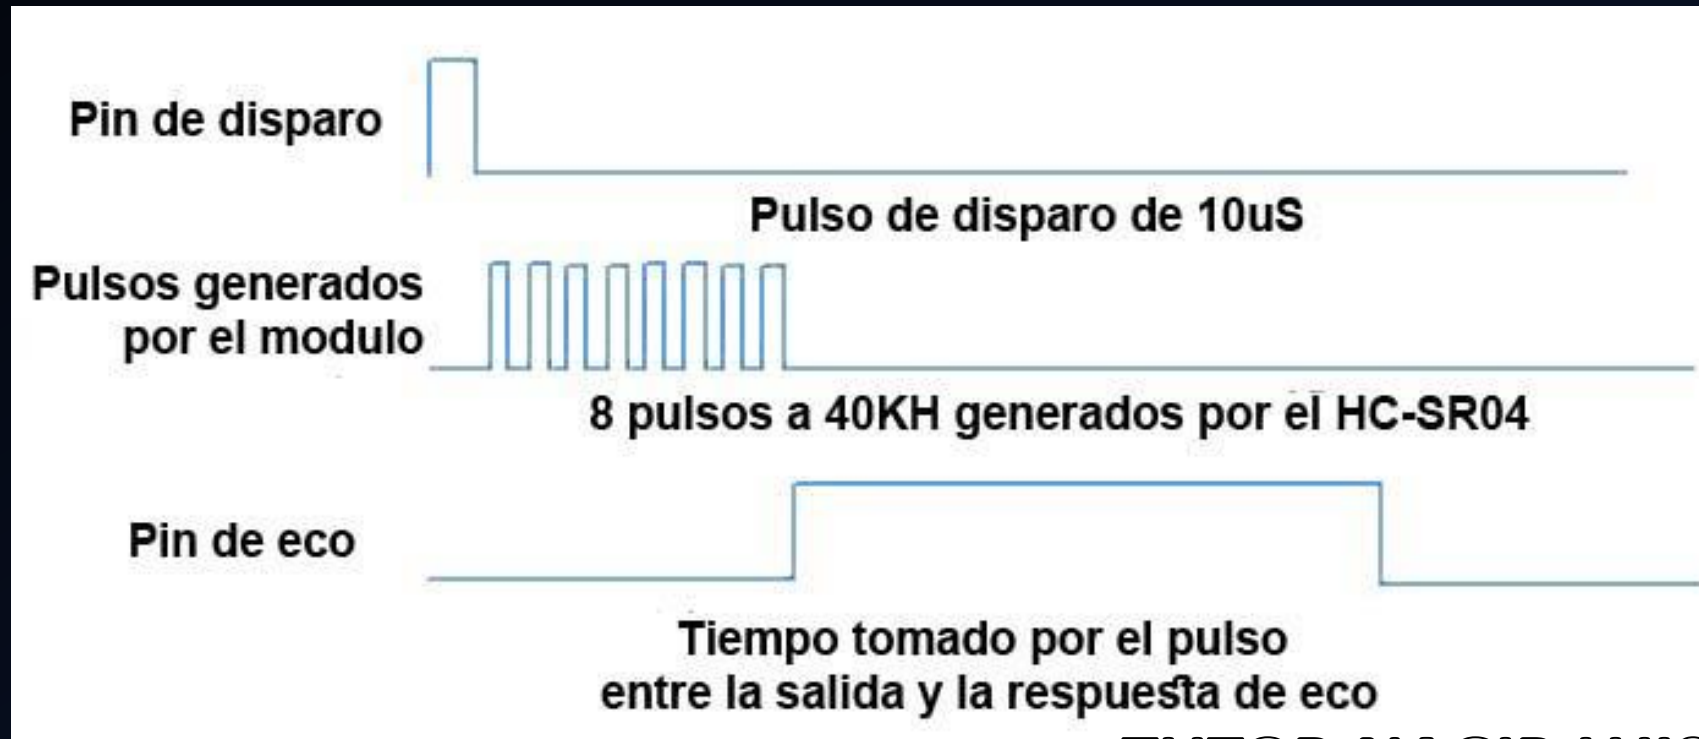 Pin de disparo
Pulso de disparo de 10uS
Pulsos generados
por el modulo
8 pulsos a 40KH generados por el HC-SR04
Pin de eco
Tiempo tomado por el pulso
entre la salida y la respuesta de eco